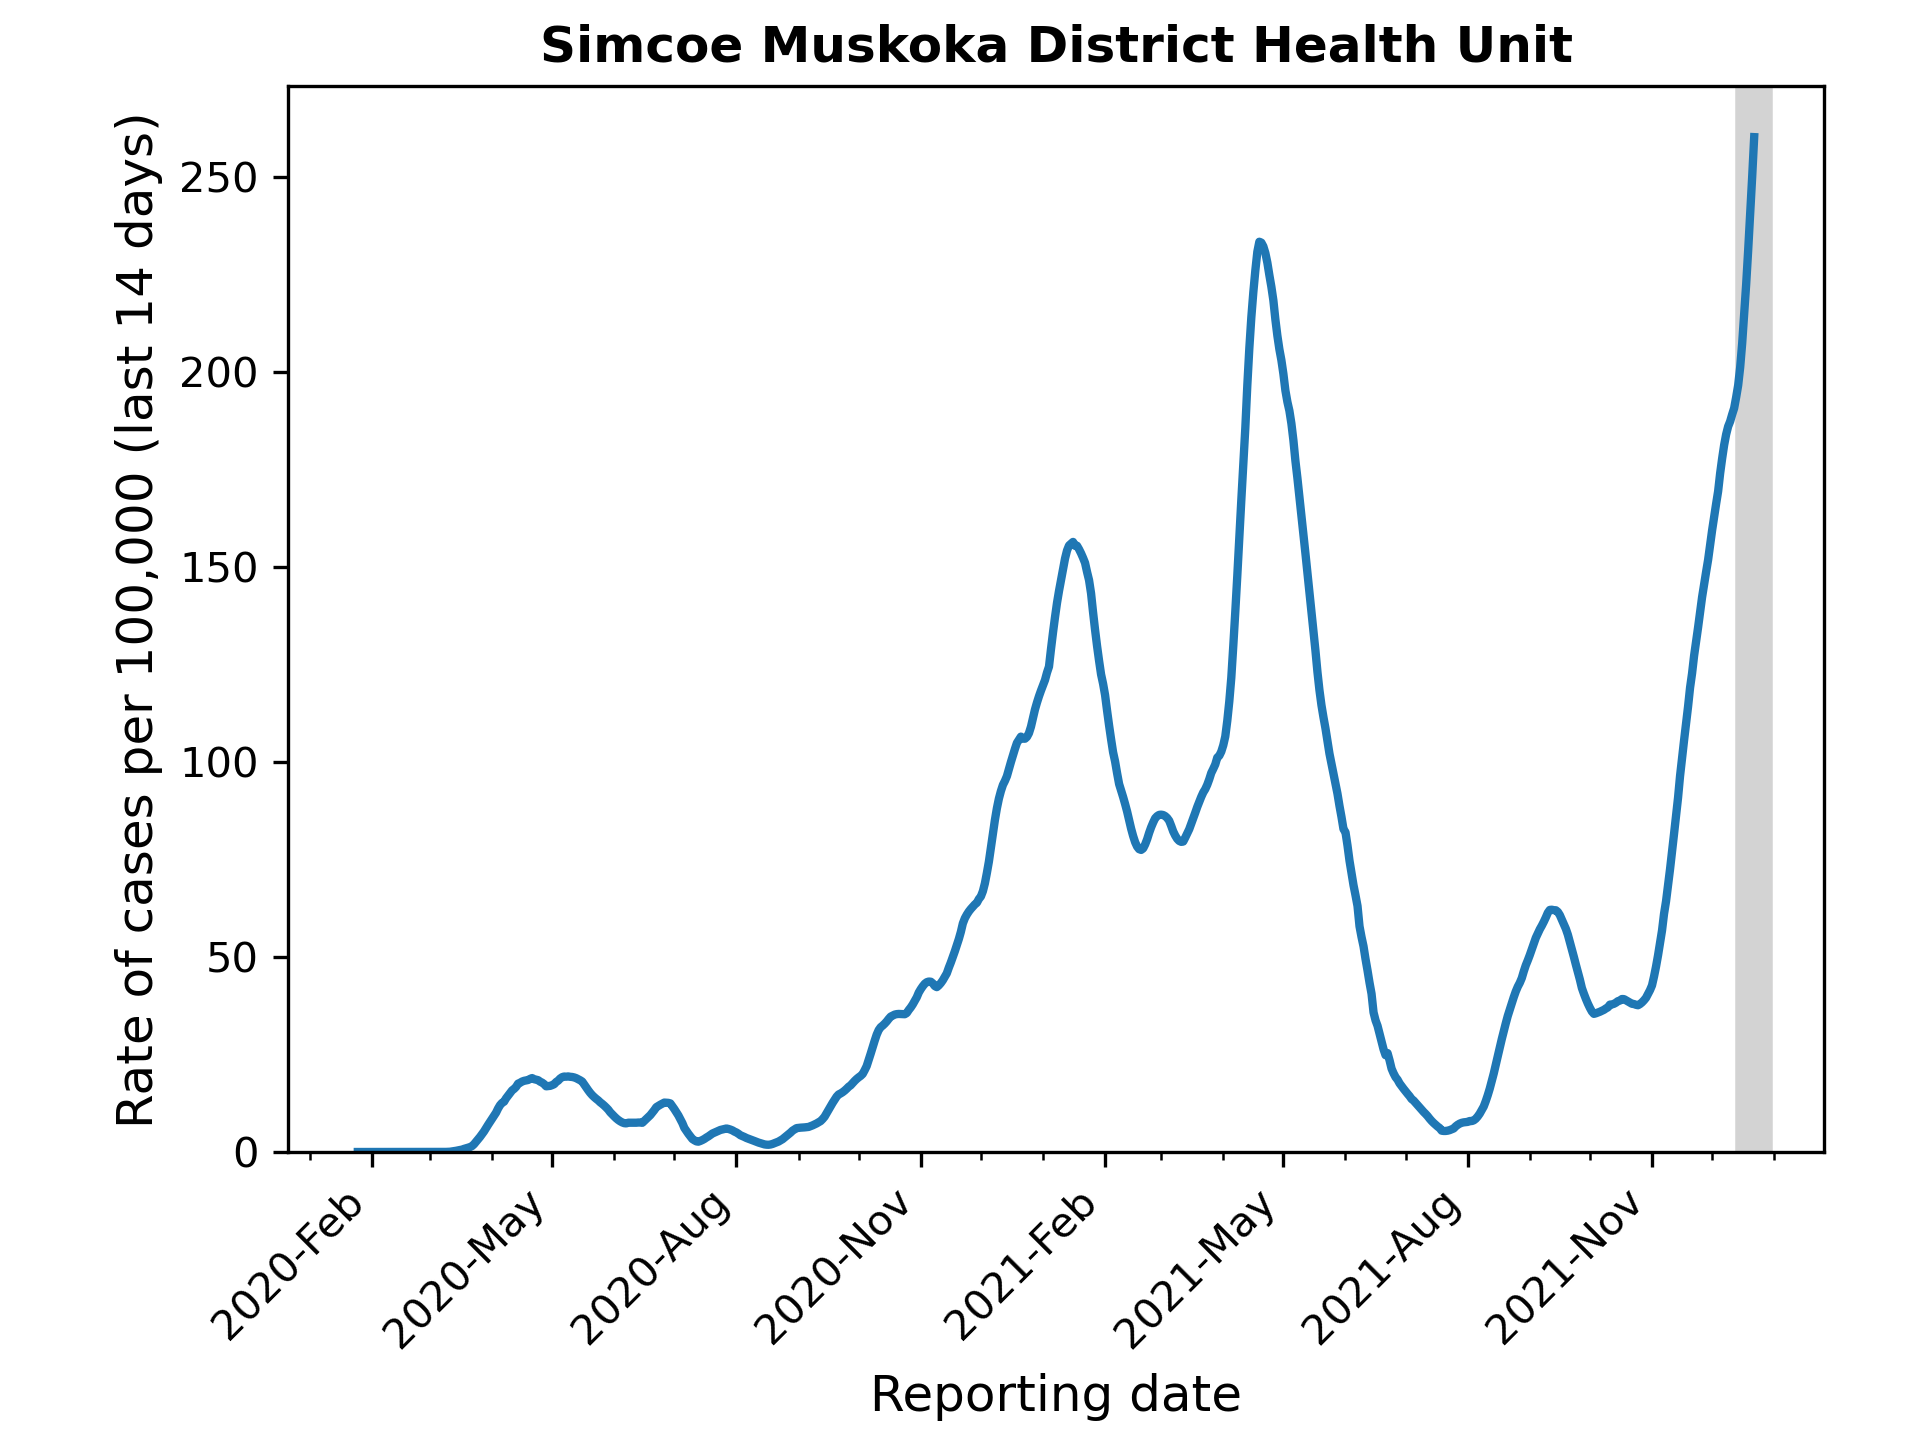 Simcoe Muskoka District Health Unit
Rate of cases per 100,000 (last 14 days)
250
200
150
100
50
0
2020-Feb
2020-May
2020-Aug
2020-Nov
2021-Feb
2021-May
2021-Aug
2021-Nov
Reporting date